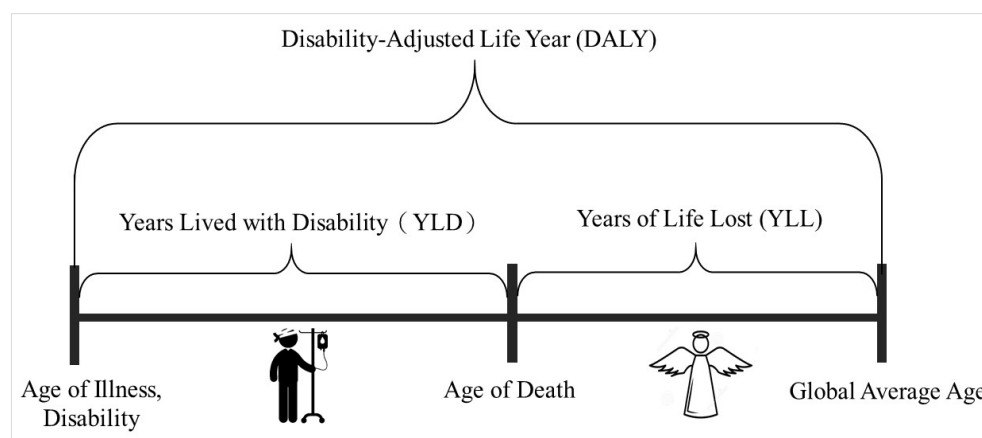 Disability-Adjusted Life Year (DALY)
Years Lived with Disability（YLD）
Years of Life Lost (YLL)
Age of Illness,
Disability
Age of Death
Global Average Age